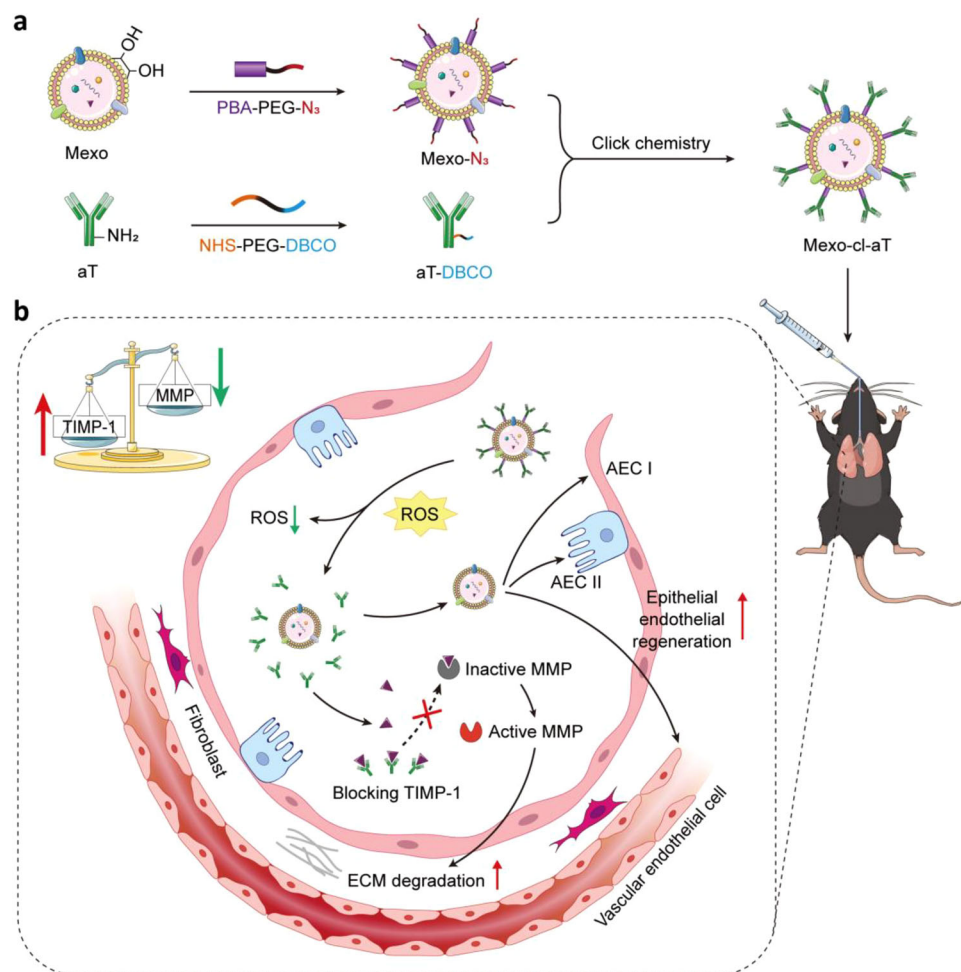 a
OH
OH
PBA-PEG-N₃
Mexo
Mexo-N₃
Click chemistry
NH₂
NHS-PEG-DBCO
aT
aT-DBCO
Mexo-cl-aT
b
MMP
TIMP-1
AEC I
ROS
ROS
AEC II
Epithelial
endothelial
regeneration
Inactive MMP
Active MMP
Fibroblast
Blocking TIMP-1
ECM degradation
Vascular endothelial cell